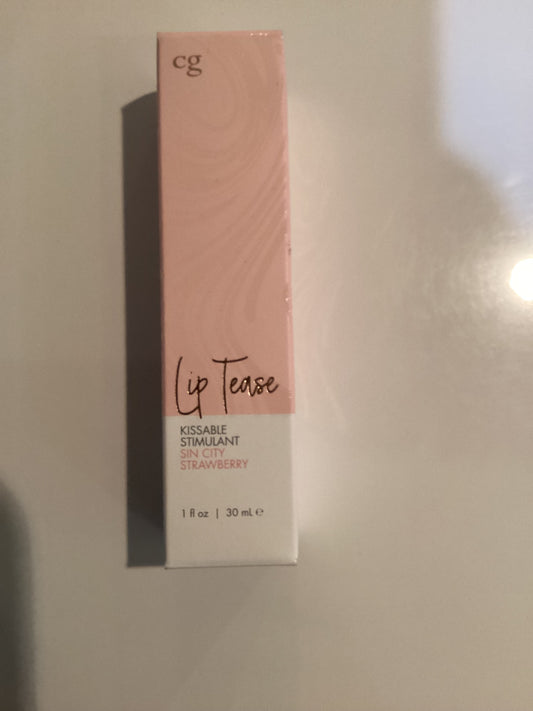 cg
Lip Tease
KISSABLE
STIMULANT
SIN CITY
STRAWBERRY
1 fl oz | 30 mL ℮